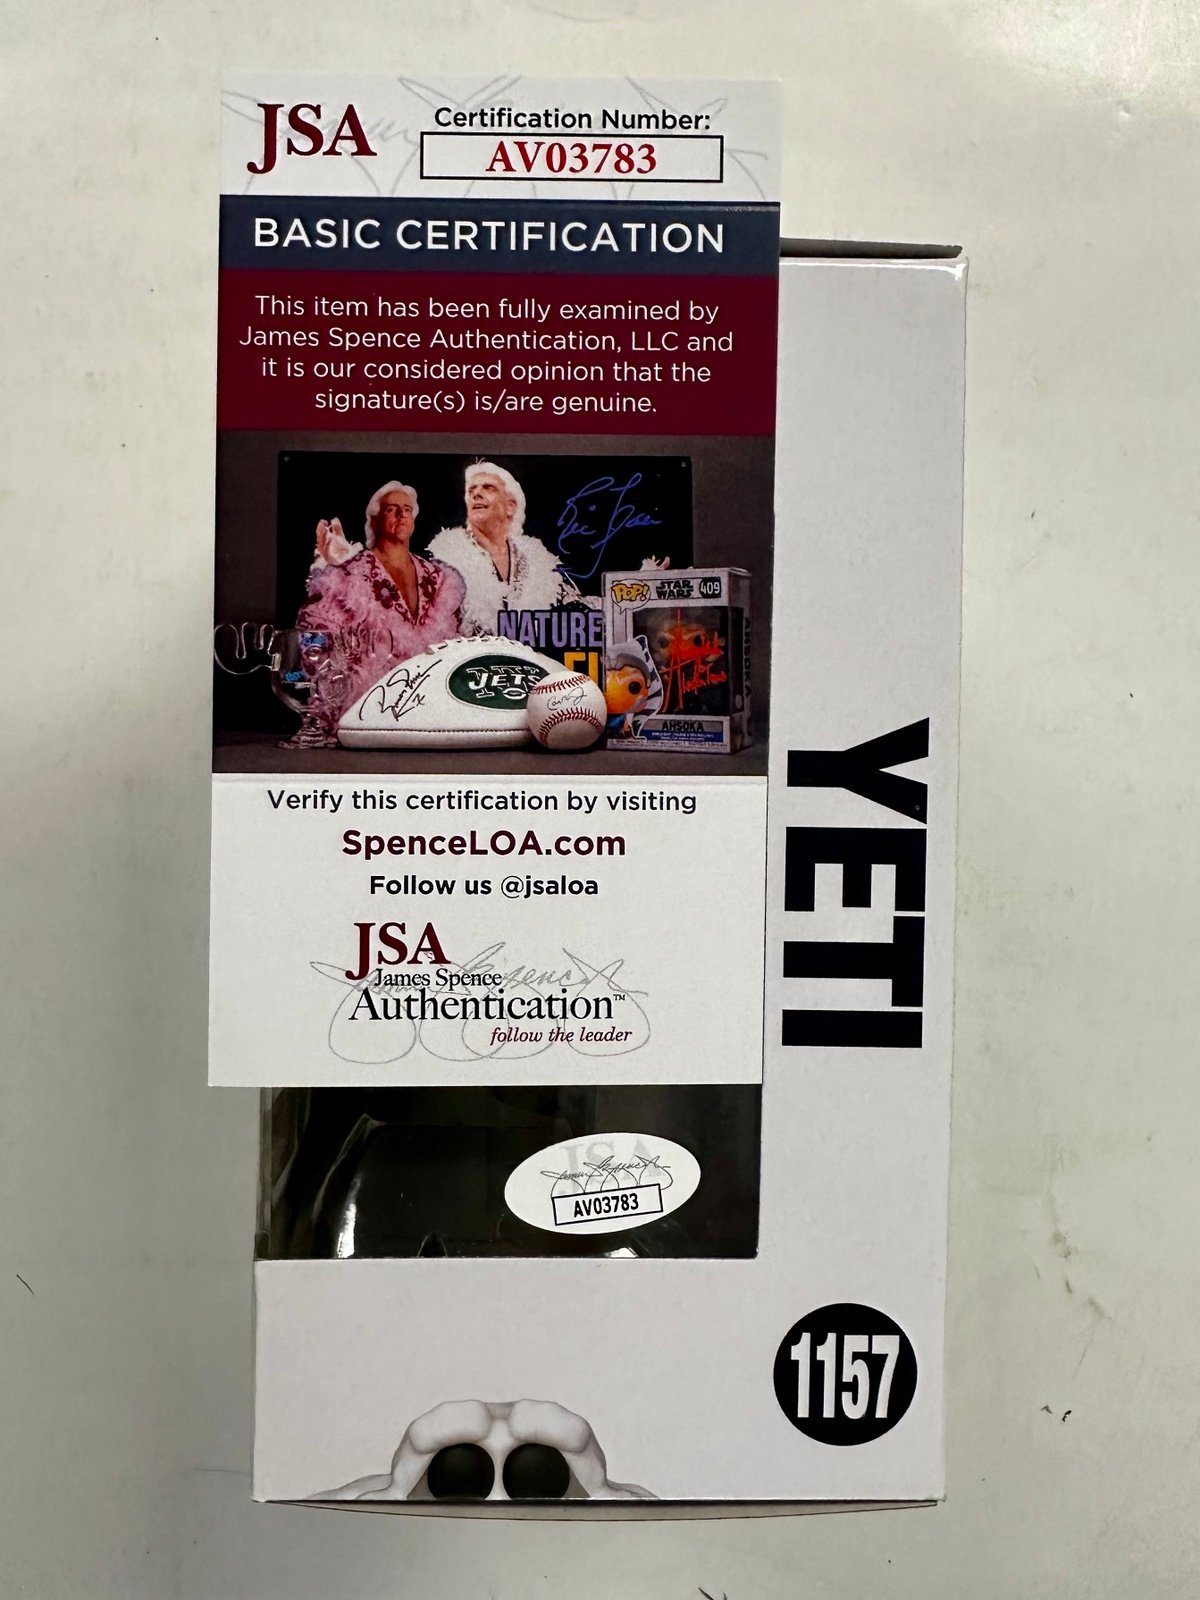 JSA
Certification Number:
AV03783
BASIC CERTIFICATION
This item has been fully examined by
James Spence Authentication, LLC and
it is our considered opinion that the
signature(s) is/are genuine.
POP!
STAR
WARS
409
NATURE
JETS
AHSOKA
AHSOKA
Verify this certification by visiting
SpenceLOA.com
Follow us @jsaloa
JSA
James Spence
Authentication™
follow the leader
YETI
JSA
AV03783
1157